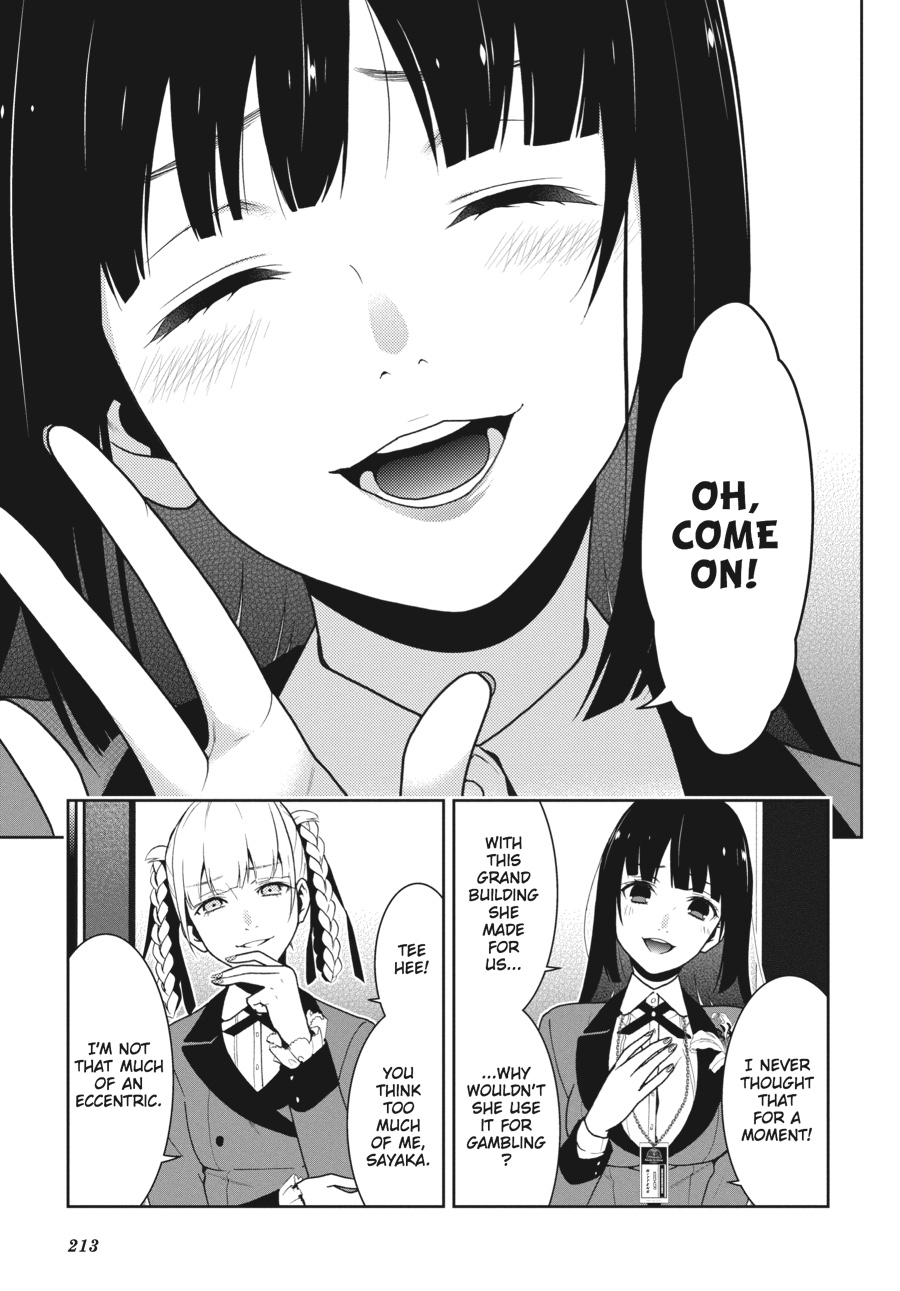 OH,
COME
ON!
I NEVER
THOUGHT
THAT
FOR A
MOMENT!
WITH
THIS
GRAND
BUILDING
SHE
MADE
FOR
US...
...WHY
WOULDN'T
SHE USE
IT FOR
GAMBLING
?
TEE
HEE!
YOU
THINK
TOO
MUCH
OF ME,
SAYAKA.
I'M NOT
THAT MUCH
OF AN
ECCENTRIC.
213